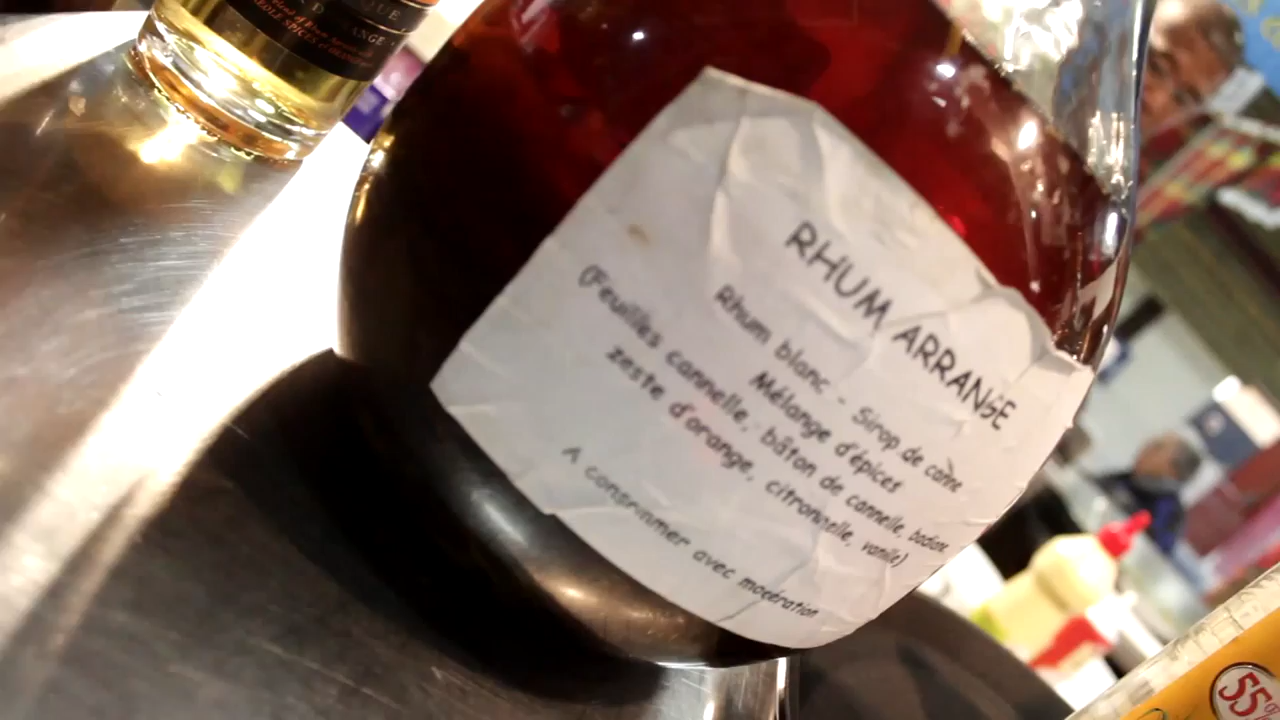 RHUM ARRANGE
Rhum blanc - Sirop de canne
Mélange d'épices
(Feuilles cannelle, bâton de cannelle, badiane,
zeste d'orange, citronnelle, vanille)
A consommer avec modération
55°